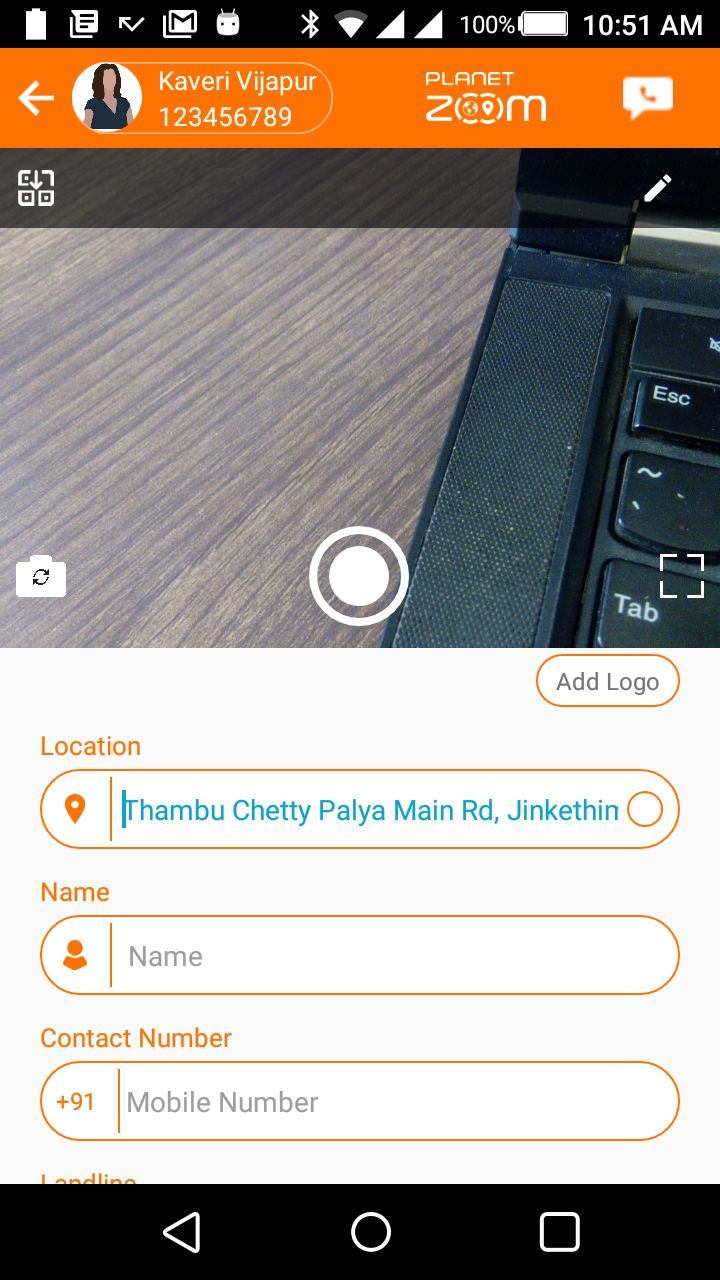 100%
10:51 AM
Kaveri Vijapur
123456789
PLANET
ZOOM
Esc
~
Tab
Add Logo
Location
Thambu Chetty Palya Main Rd, Jinkethin
Name
Name
Contact Number
+91
Mobile Number
Landline